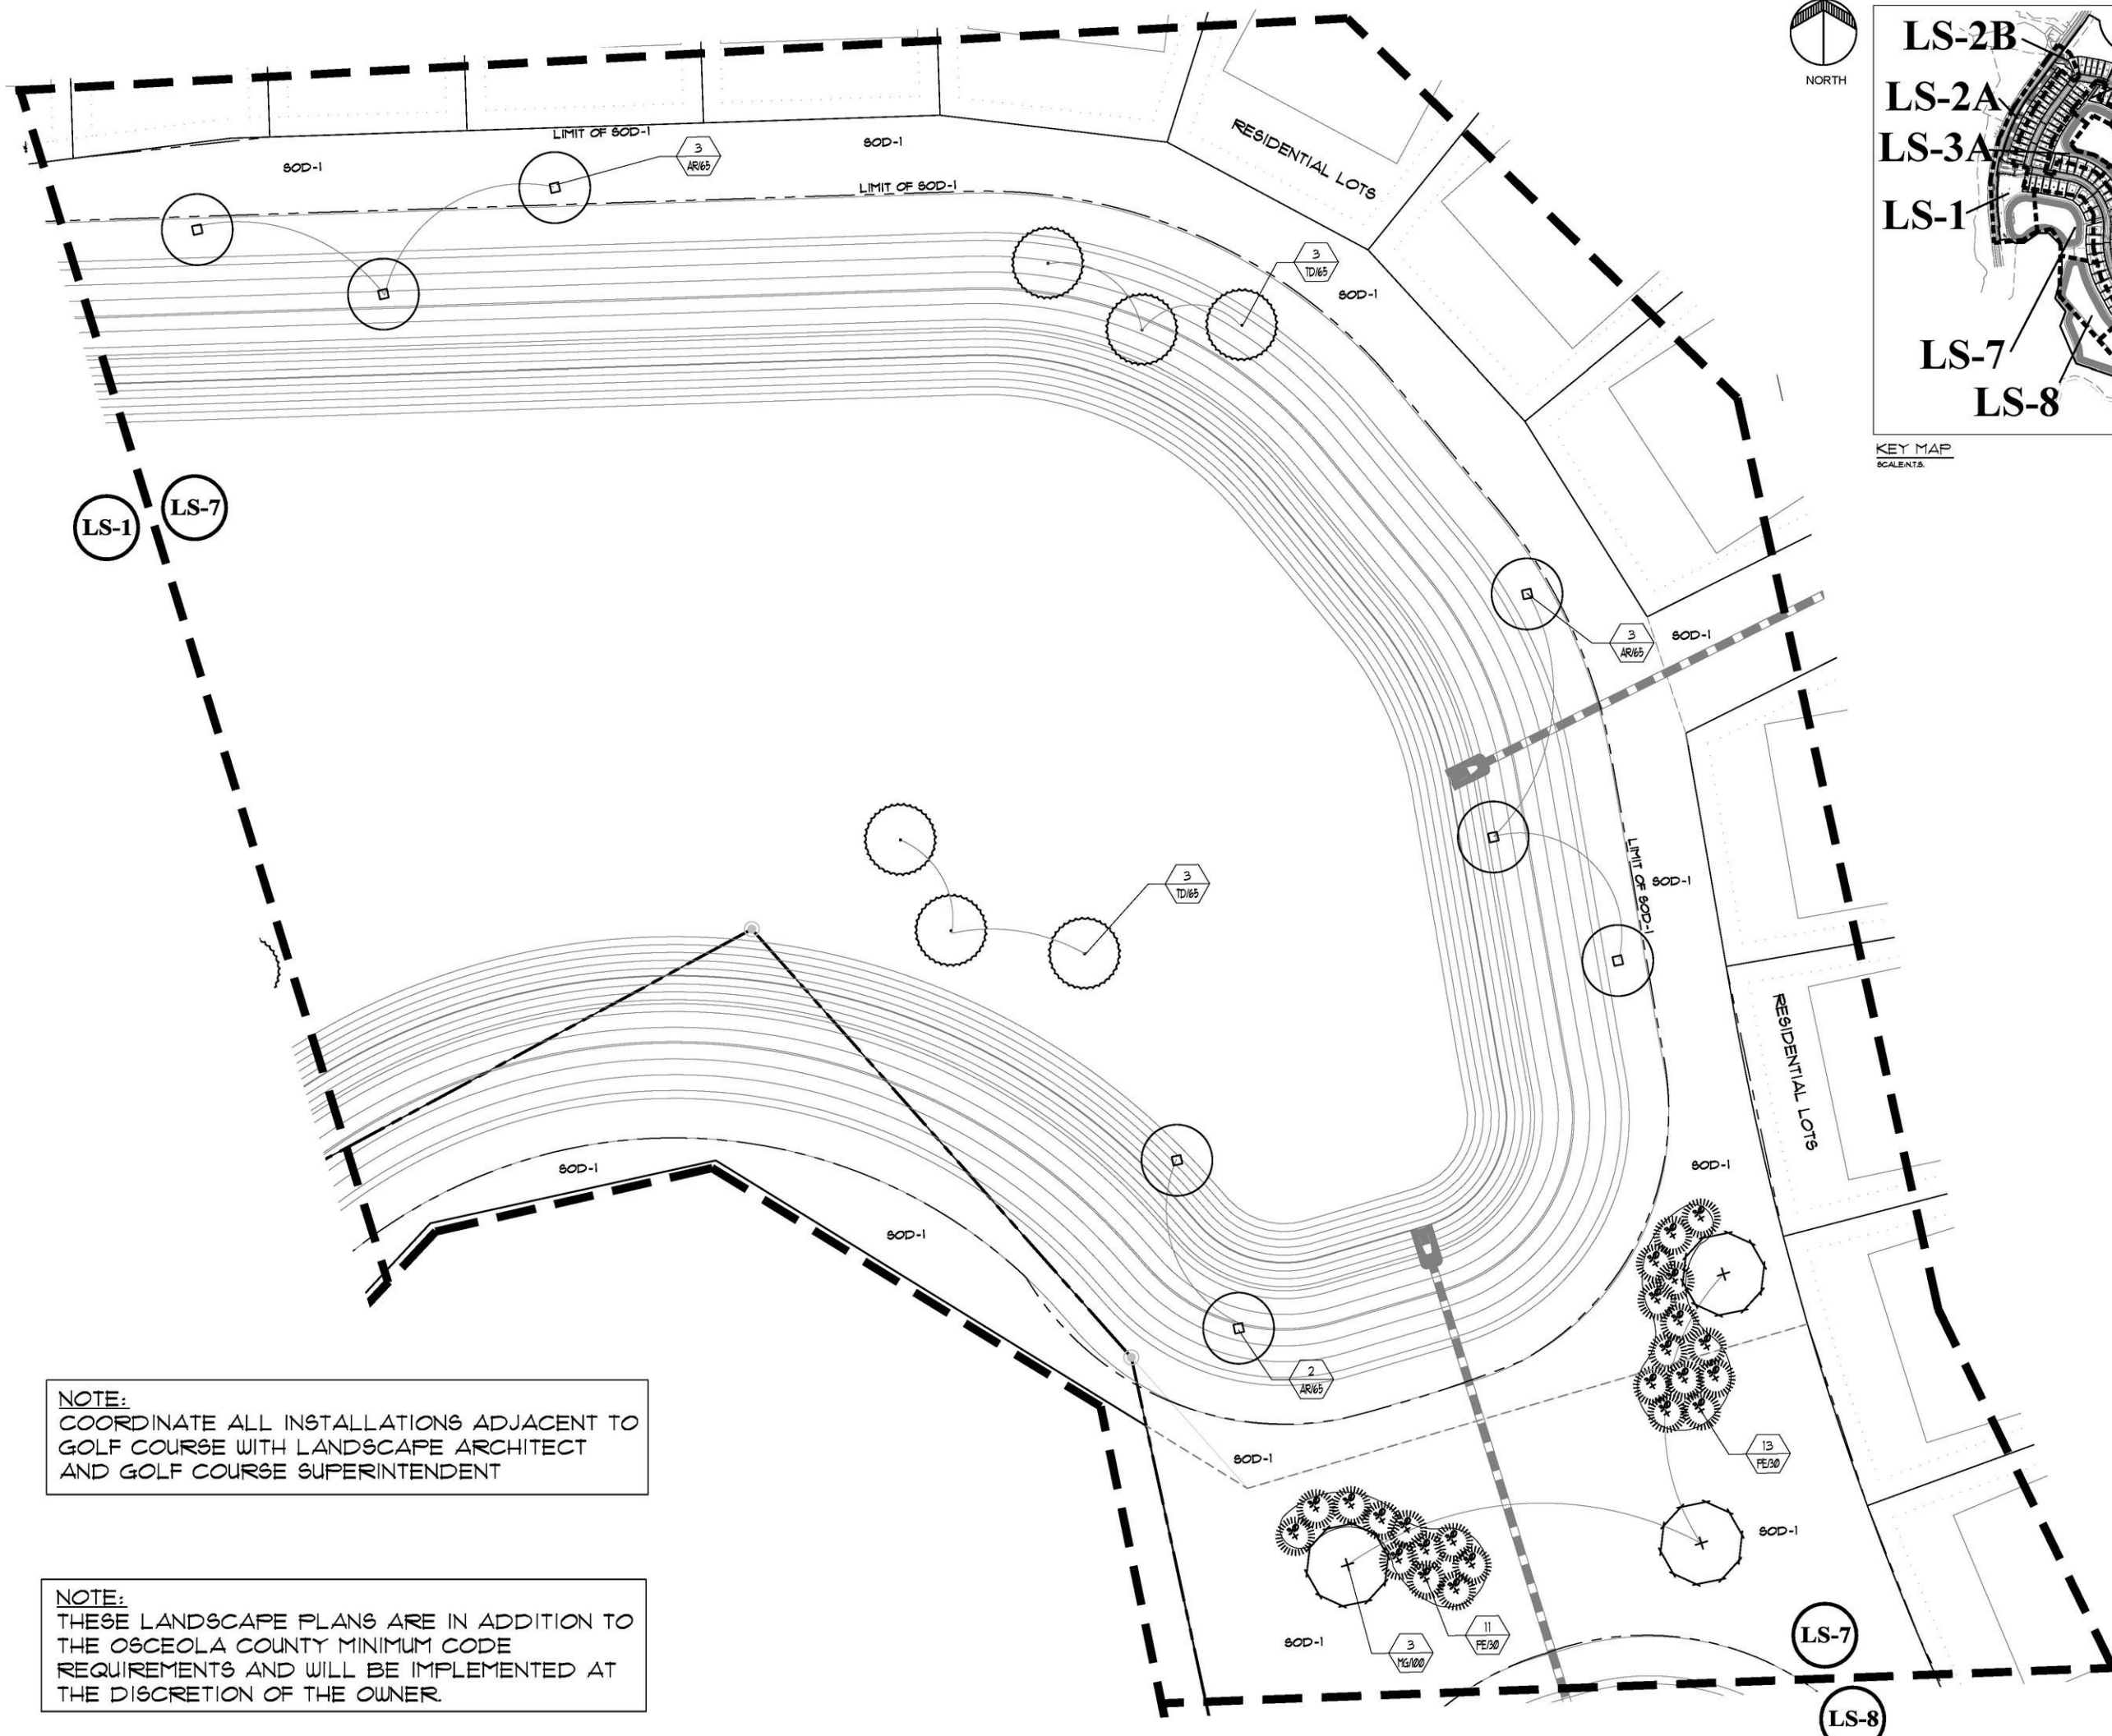 NORTH
LS-2B
LS-2A
LS-3A
LS-1
LS-7
LS-8
KEY MAP
SCALE:N.T.S.
LIMIT OF SOD-1
SOD-1
3
AR/65
SOD-1
LIMIT OF SOD-1
RESIDENTIAL LOTS
3
TD/65
SOD-1
LS-1
LS-7
3
AR/65
SOD-1
LIMIT OF SOD-1
SOD-1
3
TD/65
RESIDENTIAL LOTS
SOD-1
SOD-1
SOD-1
2
AR/65
SOD-1
13
PE/30
SOD-1
SOD-1
3
MG/100
11
PE/30
LS-7
LS-8
NOTE:
COORDINATE ALL INSTALLATIONS ADJACENT TO
GOLF COURSE WITH LANDSCAPE ARCHITECT
AND GOLF COURSE SUPERINTENDENT
NOTE:
THESE LANDSCAPE PLANS ARE IN ADDITION TO
THE OSCEOLA COUNTY MINIMUM CODE
REQUIREMENTS AND WILL BE IMPLEMENTED AT
THE DISCRETION OF THE OWNER.